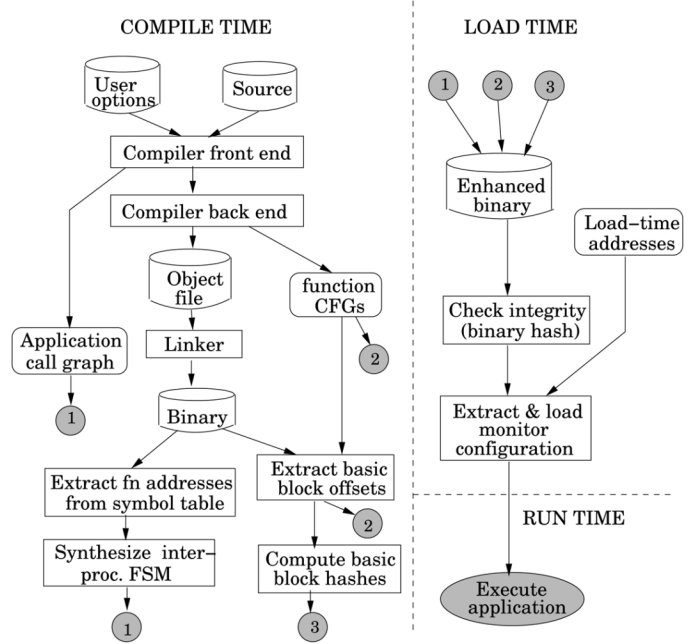 COMPILE TIME
LOAD TIME
User
options
Source
1
2
3
Compiler front end
Enhanced
binary
Compiler back end
Load-time
addresses
Object
file
function
CFGs
Check integrity
(binary hash)
Application
call graph
Linker
2
1
Binary
Extract & load
monitor
configuration
Extract fn addresses
from symbol table
Extract basic
block offsets
2
RUN TIME
Synthesize inter-
proc. FSM
Compute basic
block hashes
Execute
application
1
3